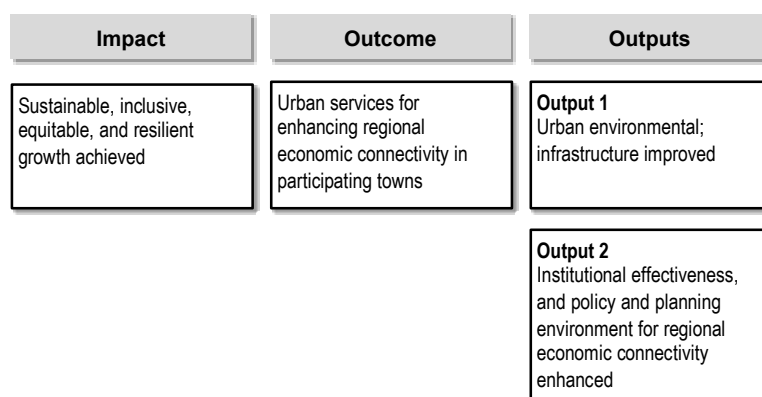 Impact
Outcome
Outputs
Sustainable, inclusive,
equitable, and resilient
growth achieved
Urban services for
enhancing regional
economic connectivity in
participating towns
Output 1
Urban environmental;
infrastructure improved
Output 2
Institutional effectiveness,
and policy and planning
environment for regional
economic connectivity
enhanced